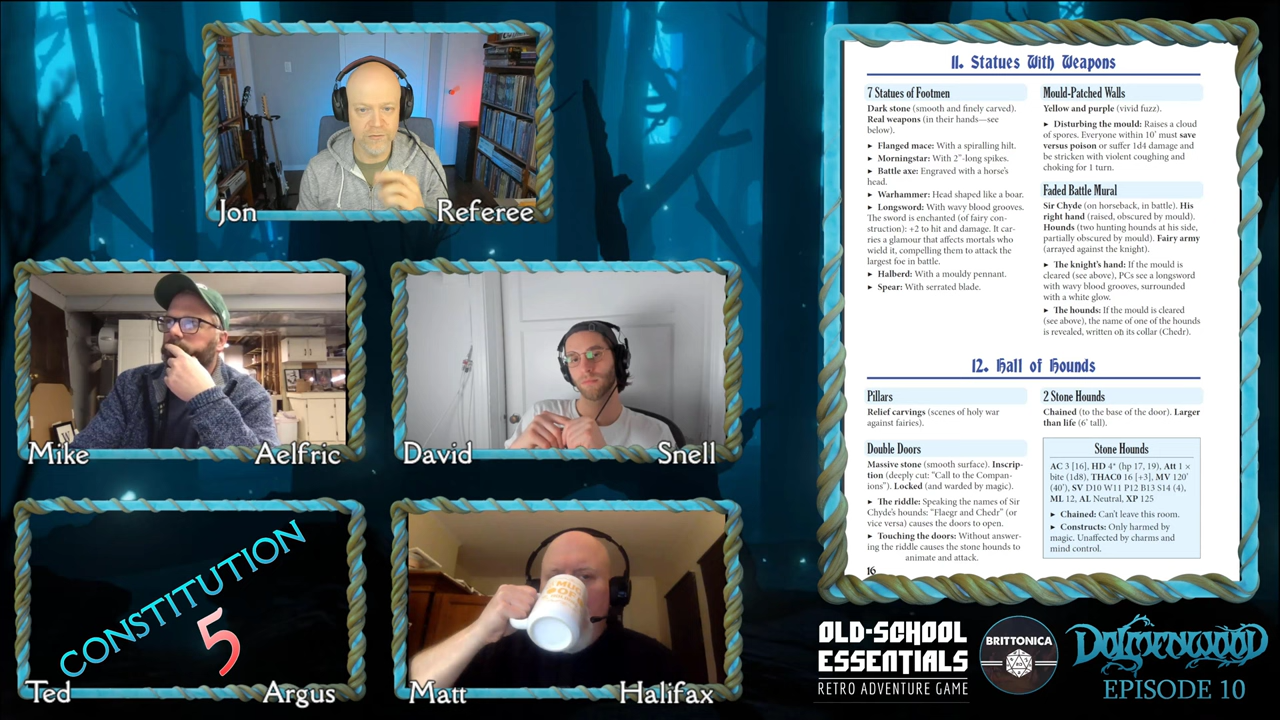 Jon
Referee
Mike
Aelfric
David
Snell
CONSTITUTION
5
Ted
Argus
Matt
Halifax
11. Statues With Weapons
7 Statues of Footmen
Dark stone (smooth and finely carved).
Real weapons (in their hands—see
below).
► Flanged mace: With a spiralling hilt.
► Morningstar: With 2"-long spikes.
► Battle axe: Engraved with a horse's
head.
► Warhammer: Head shaped like a boar.
► Longsword: With wavy blood grooves.
The sword is enchanted (of fairy con-
struction): +2 to hit and damage. It car-
ries a glamour that affects mortals who
wield it, compelling them to attack the
largest foe in battle.
► Halberd: With a mouldy pennant.
► Spear: With serrated blade.
Mould-Patched Walls
Yellow and purple (vivid fuzz).
► Disturbing the mould: Raises a cloud
of spores. Everyone within 10' must save
versus poison or suffer 1d4 damage and
be stricken with violent coughing and
choking for 1 turn.
Faded Battle Mural
Sir Chyde (on horseback, in battle). His
right hand (raised, obscured by mould).
Hounds (two hunting hounds at his side,
partially obscured by mould). Fairy army
(arrayed against the knight).
► The knight's hand: If the mould is
cleared (see above), PCs see a longsword
with wavy blood grooves, surrounded
with a white glow.
► The hounds: If the mould is cleared
(see above), the name of one of the hounds
is revealed, written on its collar (Chedr).
12. Hall of Hounds
Pillars
Relief carvings (scenes of holy war
against fairies).
Double Doors
Massive stone (smooth surface). Inscrip-
tion (deeply cut: "Call to the Compan-
ions"). Locked (and warded by magic).
► The riddle: Speaking the names of Sir
Chyde's hounds: "Flaegr and Chedr" (or
vice versa) causes the doors to open.
► Touching the doors: Without answer-
ing the riddle causes the stone hounds to
animate and attack.
2 Stone Hounds
Chained (to the base of the door). Larger
than life (6' tall).
Stone Hounds
AC 3 [16], HD 4* (hp 17, 19), Att 1 ×
bite (1d8), THAC0 16 [+3], MV 120'
(40'), SV D10 W11 P12 B13 S14 (4),
ML 12, AL Neutral, XP 125
► Chained: Can't leave this room.
► Constructs: Only harmed by
magic. Unaffected by charms and
mind control.
16
OLD-SCHOOL
ESSENTIALS
RETRO ADVENTURE GAME
BRITTONICA
Dolmenwood
EPISODE 10